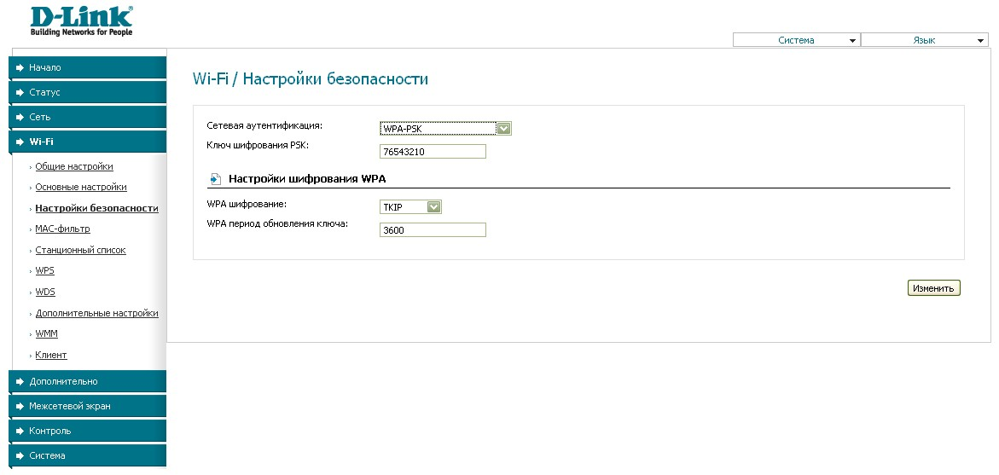 D-Link
Building Networks for People
Система
Язык
Начало
Статус
Сеть
Wi-Fi
Общие настройки
Основные настройки
Настройки безопасности
MAC-фильтр
Станционный список
WPS
WDS
Дополнительные настройки
WMM
Клиент
Дополнительно
Межсетевой экран
Контроль
Система
Wi-Fi / Настройки безопасности
Сетевая аутентификация:
WPA-PSK
Ключ шифрования PSK:
76543210
Настройки шифрования WPA
WPA шифрование:
TKIP
WPA период обновления ключа:
3600
Изменить